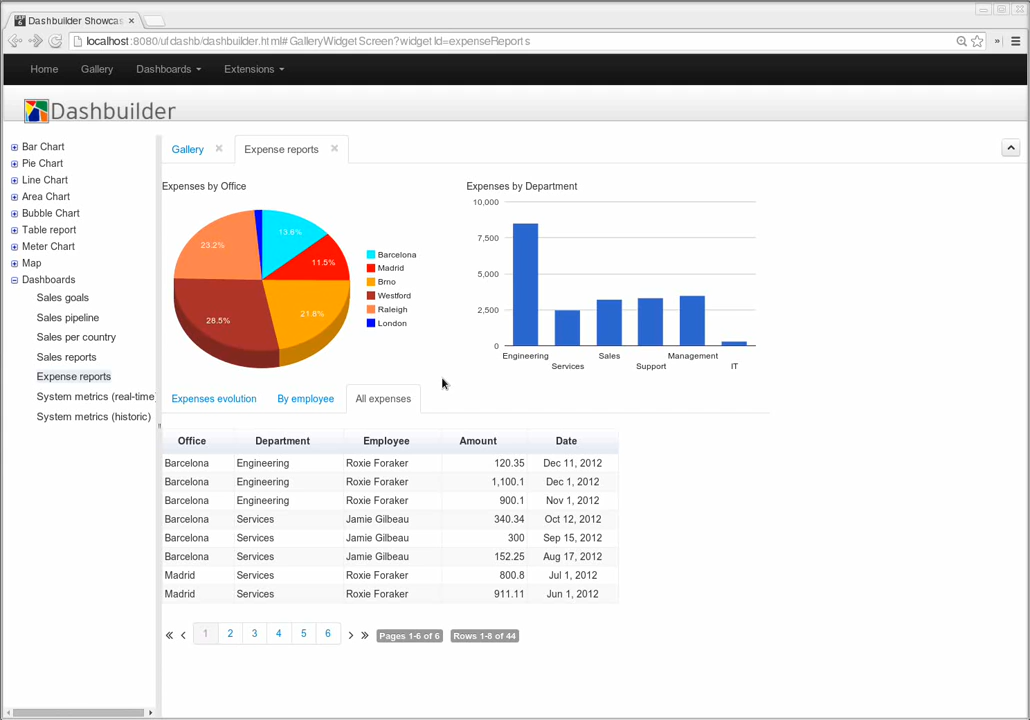 Dashbuilder Showcas
localhost:8080/ufdashb/dashbuilder.html#GalleryWidgetScreen?widgetId=expenseReports
Home Gallery Dashboards Extensions
Dashbuilder
Bar Chart
Pie Chart
Line Chart
Area Chart
Bubble Chart
Table report
Meter Chart
Map
Dashboards
Sales goals
Sales pipeline
Sales per country
Sales reports
Expense reports
System metrics (real-time)
System metrics (historic)
Gallery Expense reports
Expenses by Office
13.6%
11.5%
21.6%
28.5%
23.2%
Barcelona
Madrid
Brno
Westford
Raleigh
London
Expenses by Department
10,000
7,500
5,000
2,500
0
Engineering Services Sales Support Management IT
Expenses evolution By employee All expenses
Office Department Employee Amount Date
Barcelona Engineering Roxie Foraker 120.35 Dec 11, 2012
Barcelona Engineering Roxie Foraker 1,100.1 Dec 1, 2012
Barcelona Engineering Roxie Foraker 900.1 Nov 1, 2012
Barcelona Services Jamie Gilbeau 340.34 Oct 12, 2012
Barcelona Services Jamie Gilbeau 300 Sep 15, 2012
Barcelona Services Jamie Gilbeau 152.25 Aug 17, 2012
Madrid Services Roxie Foraker 800.8 Jul 1, 2012
Madrid Services Roxie Foraker 911.11 Jun 1, 2012
« ‹ 1 2 3 4 5 6 › » Pages 1-6 of 6 Rows 1-8 of 44